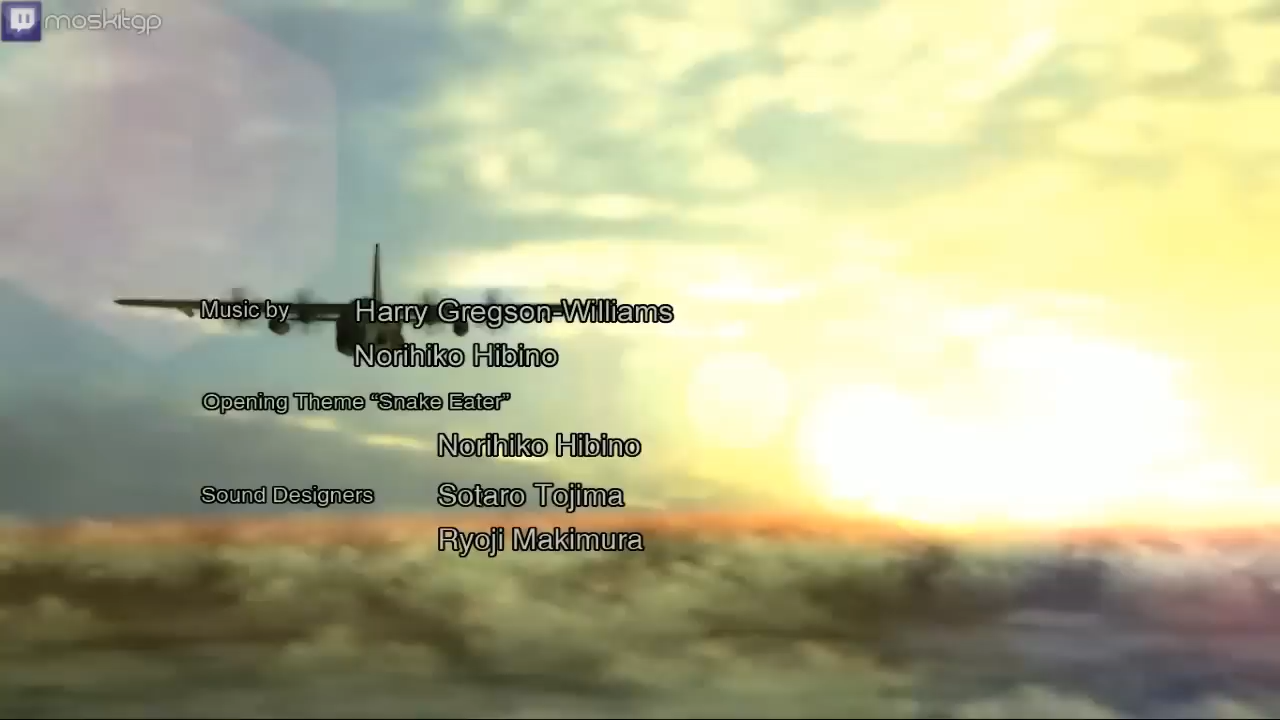 moskitgp
Music by Harry Gregson-Williams
Norihiko Hibino
Opening Theme “Snake Eater”
Norihiko Hibino
Sound Designers Sotaro Tojima
Ryoji Makimura